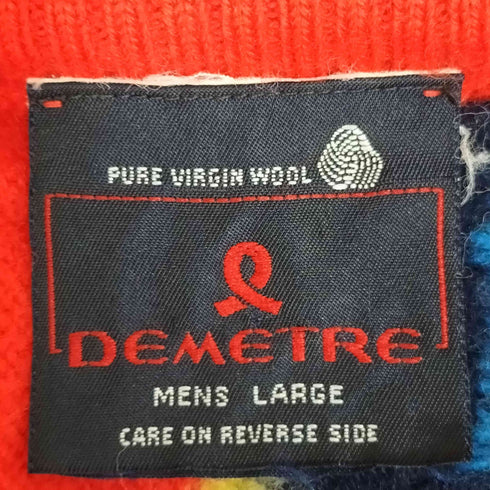 PURE VIRGIN WOOL
DEMETRE
MENS LARGE
CARE ON REVERSE SIDE